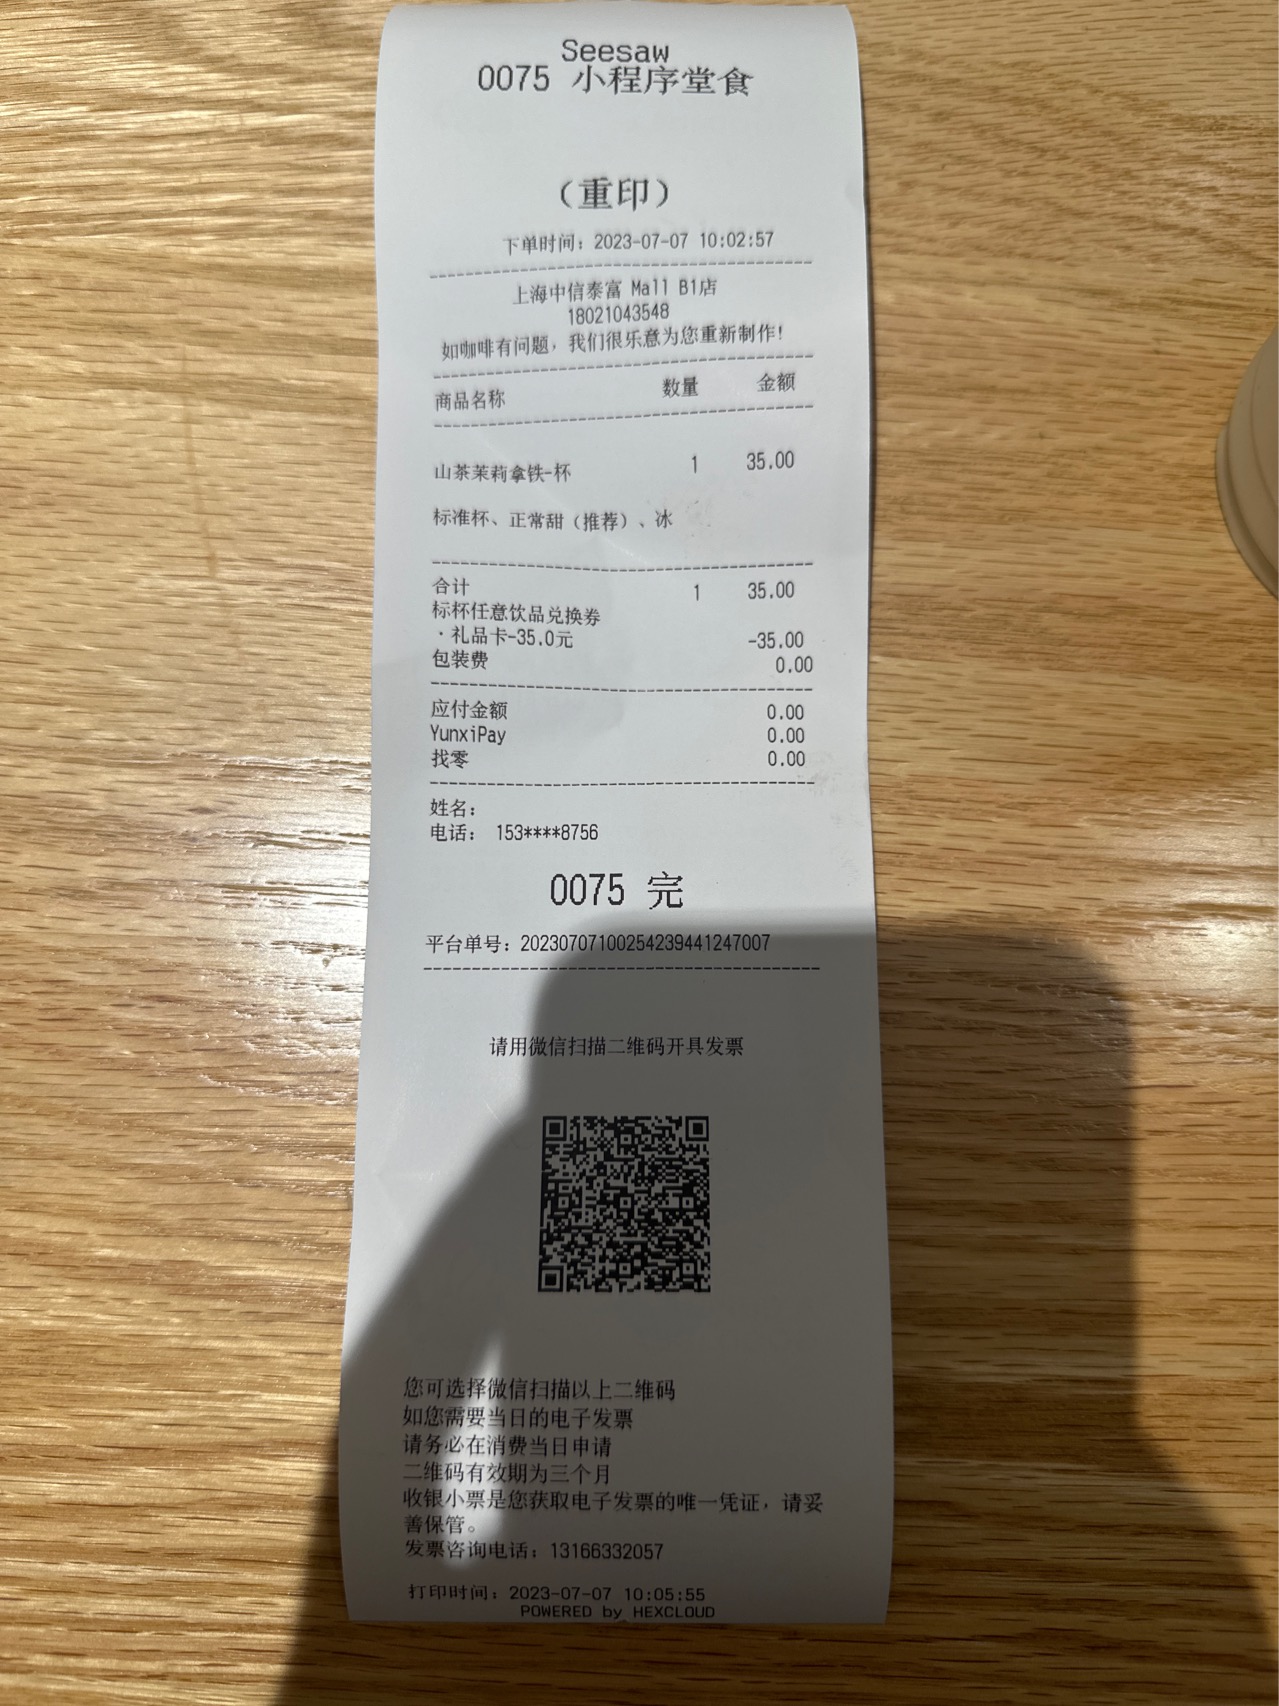 Seesaw
0075 小程序堂食
（重印）
下单时间：2023-07-07 10:02:57
上海中信泰富 Mall B1店
18021043548
如咖啡有问题，我们很乐意为您重新制作！
商品名称 数量 金额
山茶茉莉拿铁-杯 1 35.00
标准杯、正常甜（推荐）、冰
合计 1 35.00
标杯任意饮品兑换券
·礼品卡-35.0元 -35.00
包装费 0.00
应付金额 0.00
YunxiPay 0.00
找零 0.00
姓名：
电话： 153****8756
0075 完
平台单号：20230707100254239441247007
请用微信扫描二维码开具发票
您可选择微信扫描以上二维码
如您需要当日的电子发票
请务必在消费当日申请
二维码有效期为三个月
收银小票是您获取电子发票的唯一凭证，请妥
善保管。
发票咨询电话：13166332057
打印时间：2023-07-07 10:05:55
POWERED by HEXCLOUD